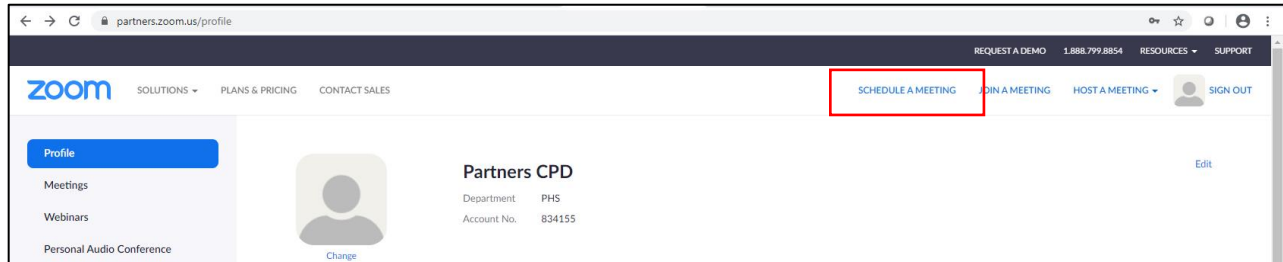 partners.zoom.us/profile
REQUEST A DEMO 1.888.799.8854 RESOURCES SUPPORT
zoom SOLUTIONS PLANS & PRICING CONTACT SALES SCHEDULE A MEETING JOIN A MEETING HOST A MEETING SIGN OUT
Profile
Edit
Partners CPD
Meetings
Department PHS
Webinars
Account No. 834155
Personal Audio Conference
Change